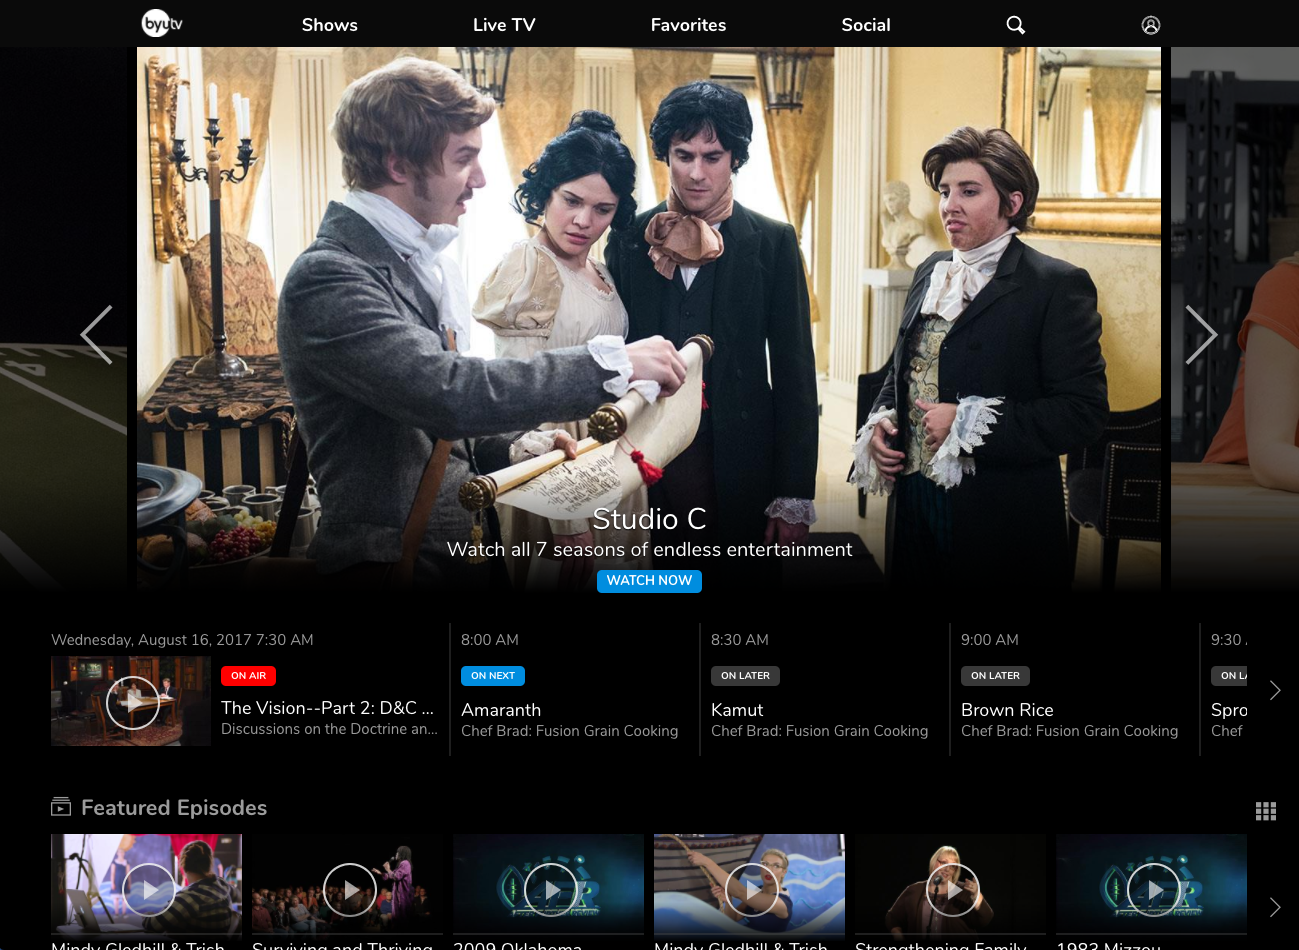 byutv
Shows
Live TV
Favorites
Social
Studio C
Watch all 7 seasons of endless entertainment
WATCH NOW
Wednesday, August 16, 2017 7:30 AM
ON AIR
The Vision--Part 2: D&C ...
Discussions on the Doctrine an...
8:00 AM
ON NEXT
Amaranth
Chef Brad: Fusion Grain Cooking
8:30 AM
ON LATER
Kamut
Chef Brad: Fusion Grain Cooking
9:00 AM
ON LATER
Brown Rice
Chef Brad: Fusion Grain Cooking
9:30
ON LA
Spro
Chef
Featured Episodes
Mindy Gledhill & Trish
Surviving and Thriving
2009 Oklahoma
Mindy Gledhill & Trish
Strengthening Family
1983 Mizzou